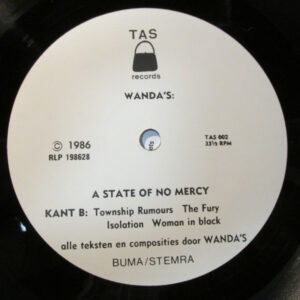 TAS
records
WANDA'S:
© 1986
RLP 198628
TAS 002
33⅓ RPM
A STATE OF NO MERCY
KANT B: Township Rumours The Fury
Isolation Woman in black
alle teksten en composities door WANDA'S
BUMA/STEMRA